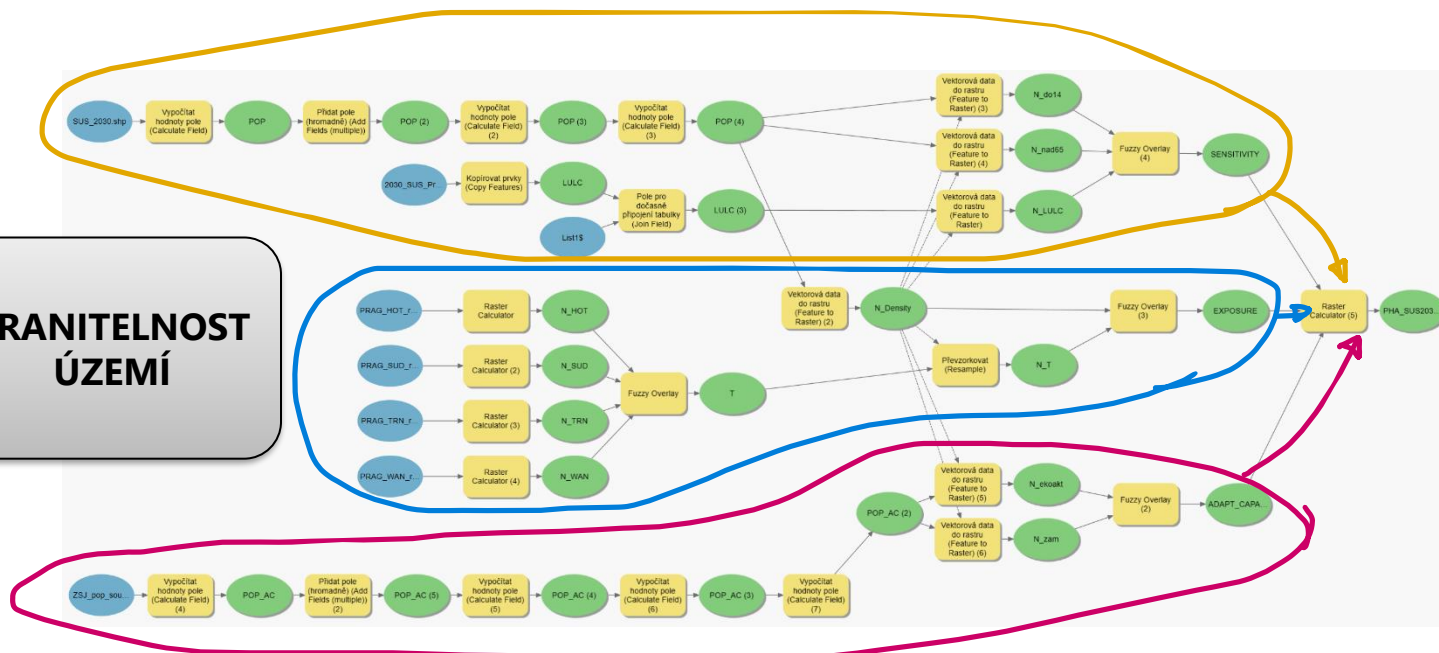 SUS_2030.shp
Vypočítat
hodnoty pole
(Calculate Field)
POP
Přidat pole
(hromadně) (Add
Fields (multiple))
POP (2)
Vypočítat
hodnoty pole
(Calculate Field)
(2)
POP (3)
Vypočítat
hodnoty pole
(Calculate Field)
(3)
POP (4)
Vektorová data
do rastru
(Feature to
Raster) (3)
N_do14
Vektorová data
do rastru
(Feature to
Raster) (4)
N_nad65
Fuzzy Overlay
(4)
SENSITIVITY
2030_SUS_Pr...
Kopírovat prvky
(Copy Features)
LULC
List1$
Pole pro
dočasné
připojení tabulky
(Join Field)
LULC (3)
Vektorová data
do rastru
(Feature to
Raster)
N_LULC
RANITELNOST
ÚZEMÍ
PRAG_HOT_r...
Raster
Calculator
N_HOT
PRAG_SUD_r...
Raster
Calculator (2)
N_SUD
PRAG_TRN_r...
Raster
Calculator (3)
N_TRN
PRAG_WAN_r...
Raster
Calculator (4)
N_WAN
Fuzzy Overlay
T
Vektorová data
do rastru
(Feature to
Raster) (2)
N_Density
Převzorkovat
(Resample)
N_T
Fuzzy Overlay
(3)
EXPOSURE
Raster
Calculator (5)
PHA_SUS203...
ZSJ_pop_sou...
Vypočítat
hodnoty pole
(Calculate Field)
(4)
POP_AC
Přidat pole
(hromadně) (Add
Fields (multiple))
(2)
POP_AC (5)
Vypočítat
hodnoty pole
(Calculate Field)
(5)
POP_AC (4)
Vypočítat
hodnoty pole
(Calculate Field)
(6)
POP_AC (3)
Vypočítat
hodnoty pole
(Calculate Field)
(7)
POP_AC (2)
Vektorová data
do rastru
(Feature to
Raster) (5)
N_ekoakt
Vektorová data
do rastru
(Feature to
Raster) (6)
N_zam
Fuzzy Overlay
(2)
ADAPT_CAPA...